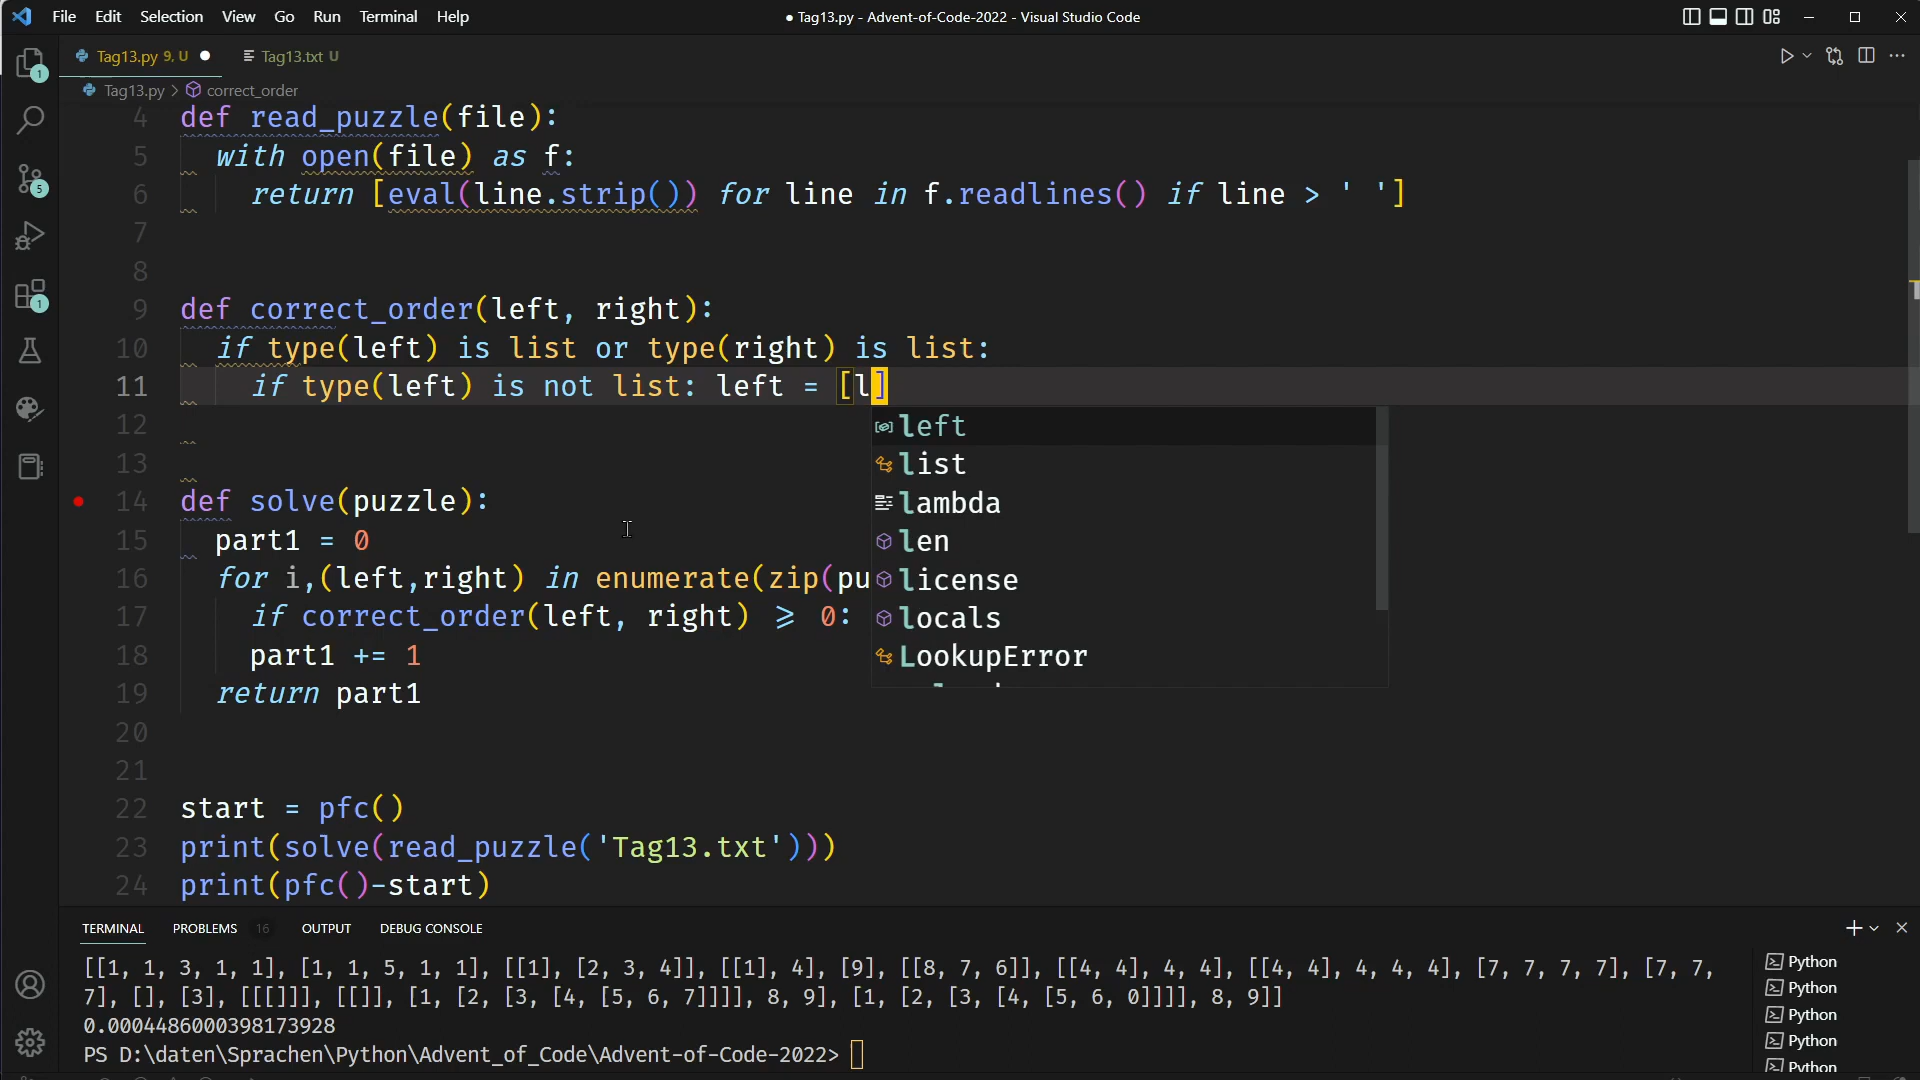 File Edit Selection View Go Run Terminal Help
● Tag13.py - Advent-of-Code-2022 - Visual Studio Code
Tag13.py 9, U ●
Tag13.txt U
Tag13.py > correct_order
4 def read_puzzle(file):
5 with open(file) as f:
6 return [eval(line.strip()) for line in f.readlines() if line > ' ']
7
8
9 def correct_order(left, right):
10 if type(left) is list or type(right) is list:
11 if type(left) is not list: left = [l]
12
13
14 def solve(puzzle):
15 part1 = 0
16 for i,(left,right) in enumerate(zip(pu
17 if correct_order(left, right) >= 0:
18 part1 += 1
19 return part1
20
21
22 start = pfc()
23 print(solve(read_puzzle('Tag13.txt')))
24 print(pfc()-start)
left
list
lambda
len
license
locals
LookupError
1
5
1
TERMINAL PROBLEMS 16 OUTPUT DEBUG CONSOLE
[[1, 1, 3, 1, 1], [1, 1, 5, 1, 1], [[1], [2, 3, 4]], [[1], 4], [9], [[8, 7, 6]], [[4, 4], 4, 4], [[4, 4], 4, 4, 4], [7, 7, 7, 7], [7, 7,
7], [], [3], [[[]]], [[]], [1, [2, [3, [4, [5, 6, 7]]]], 8, 9], [1, [2, [3, [4, [5, 6, 0]]]], 8, 9]]
0.0004486000398173928
PS D:\daten\Sprachen\Python\Advent_of_Code\Advent-of-Code-2022>
Python
Python
Python
Python
Python